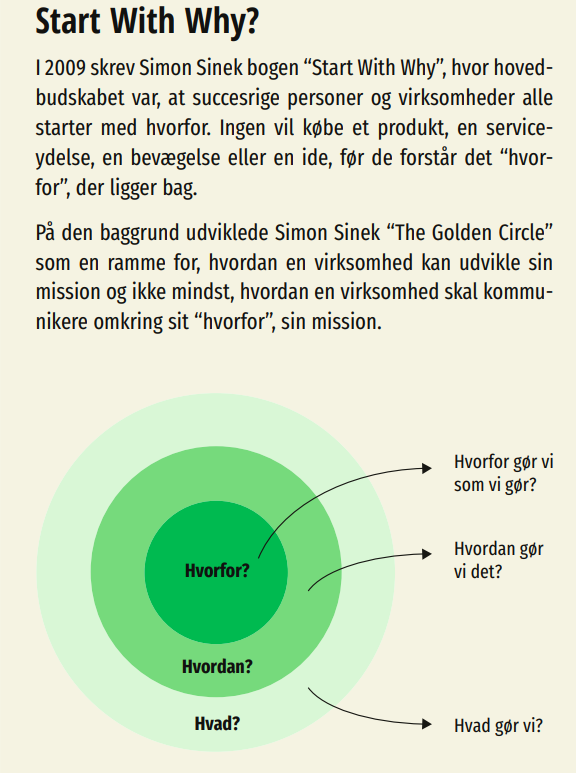 Start With Why?
I 2009 skrev Simon Sinek bogen “Start With Why”, hvor hoved-
budskabet var, at succesrige personer og virksomheder alle
starter med hvorfor. Ingen vil købe et produkt, en service-
ydelse, en bevægelse eller en ide, før de forstår det “hvor-
for”, der ligger bag.
På den baggrund udviklede Simon Sinek “The Golden Circle”
som en ramme for, hvordan en virksomhed kan udvikle sin
mission og ikke mindst, hvordan en virksomhed skal kommu-
nikere omkring sit “hvorfor”, sin mission.
Hvorfor gør vi
som vi gør?
Hvordan gør
vi det?
Hvorfor?
Hvordan?
Hvad?
Hvad gør vi?